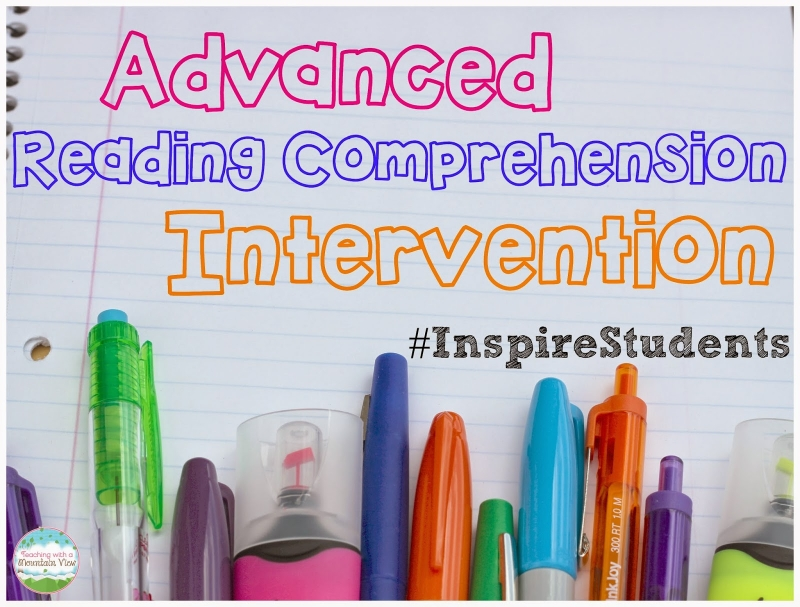 Advanced
Reading Comprehension
Intervention
#InspireStudents
InkJoy 300 RT 1.0 M
Teaching with a
Mountain View